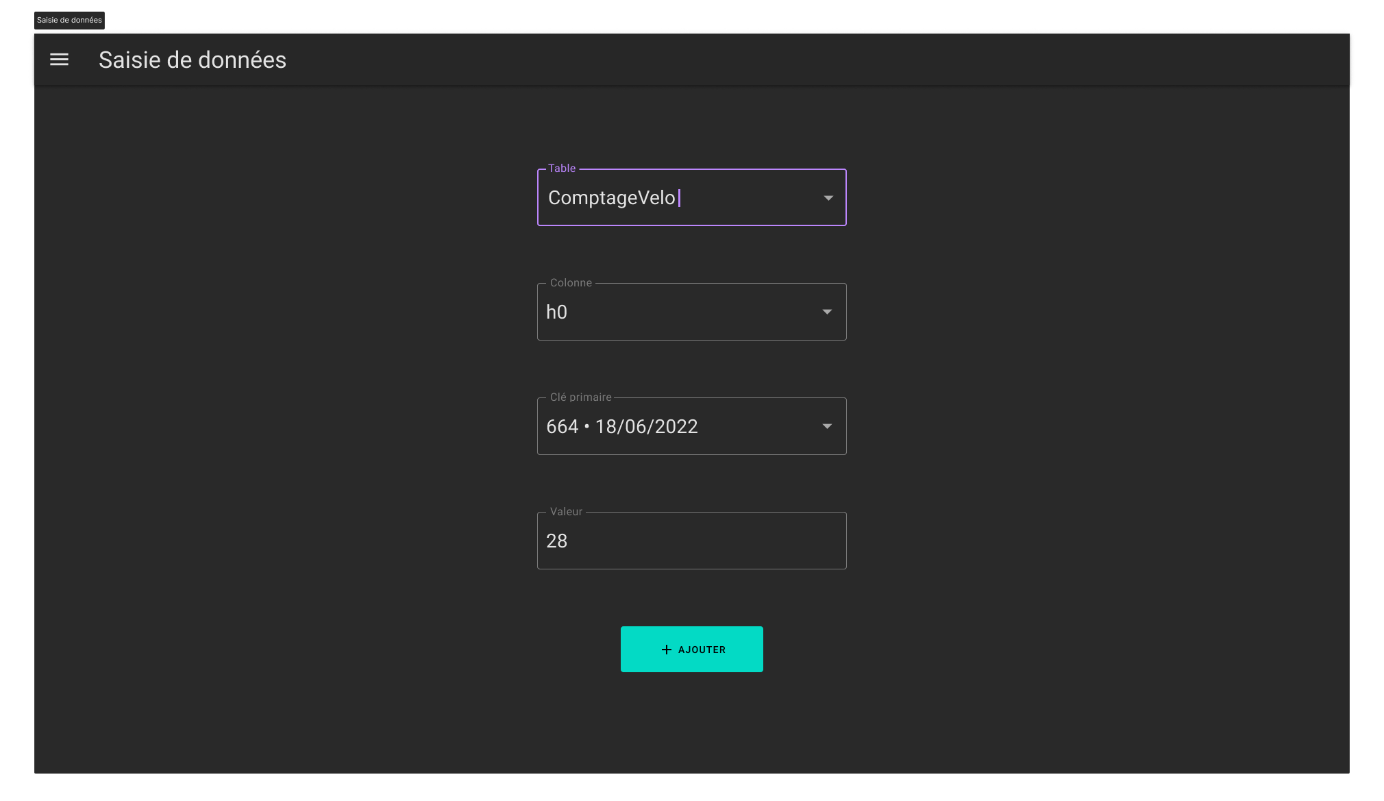 Saisie de données
Saisie de données
Table
ComptageVelo
Colonne
h0
Clé primaire
664 • 18/06/2022
Valeur
28
+ AJOUTER